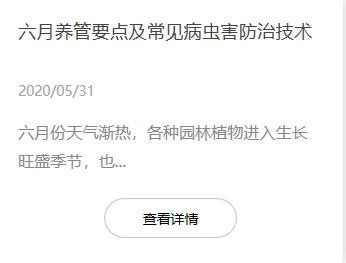 六月养管要点及常见病虫害防治技术
2020/05/31
六月份天气渐热，各种园林植物进入生长
旺盛季节，也...
查看详情